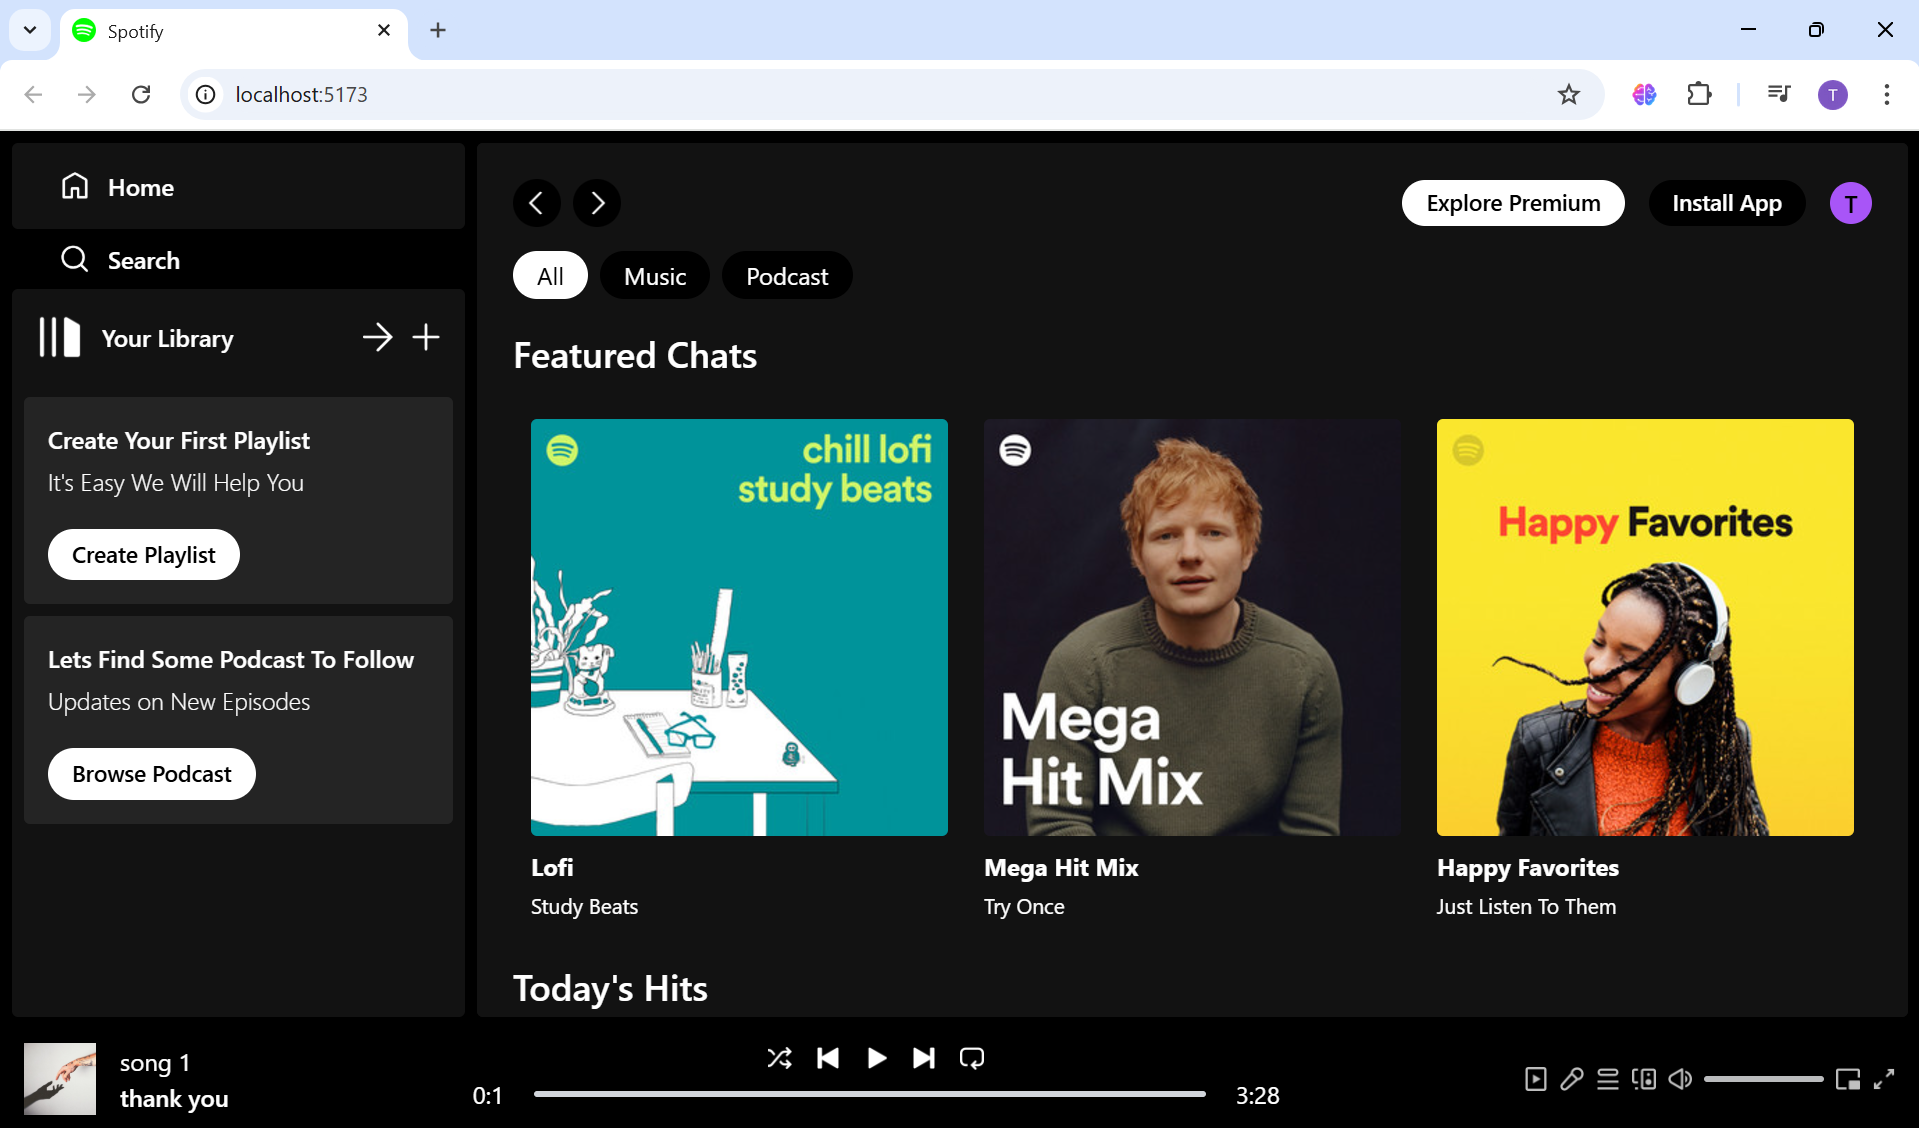 Spotify
localhost:5173
T
Home
Search
Your Library
Create Your First Playlist
It's Easy We Will Help You
Create Playlist
Lets Find Some Podcast To Follow
Updates on New Episodes
Browse Podcast
Explore Premium
Install App
T
All
Music
Podcast
Featured Chats
chill lofi
study beats
Mega
Hit Mix
Happy Favorites
Lofi
Study Beats
Mega Hit Mix
Try Once
Happy Favorites
Just Listen To Them
Today's Hits
song 1
thank you
0:1
3:28